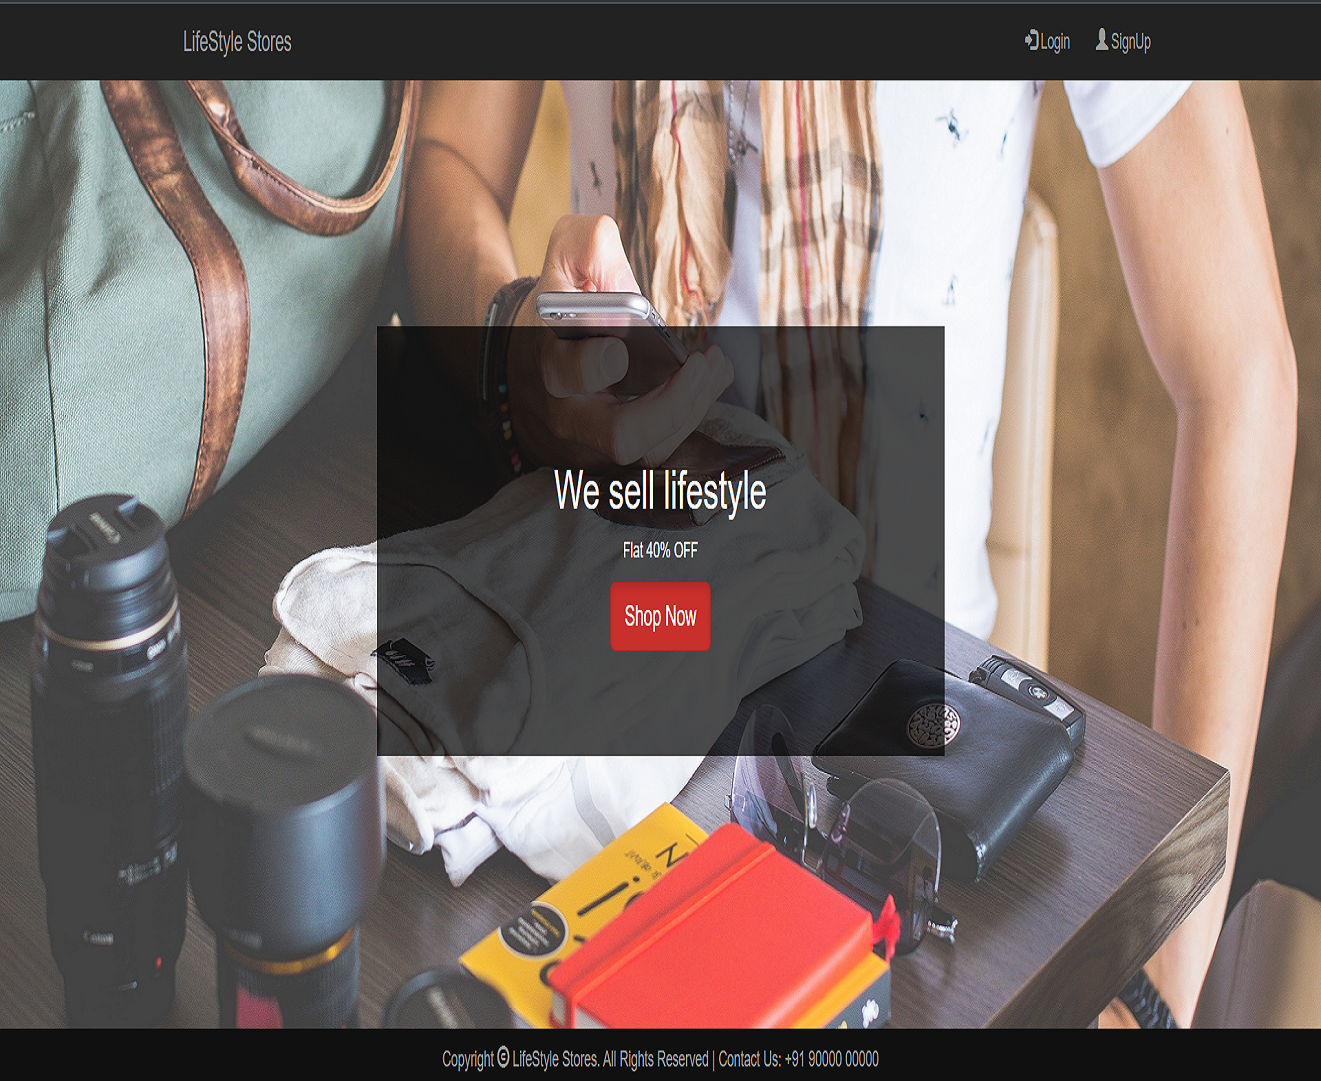 LifeStyle Stores
Login
SignUp
We sell lifestyle
Flat 40% OFF
Shop Now
Canon
Copyright © LifeStyle Stores. All Rights Reserved | Contact Us: +91 90000 00000